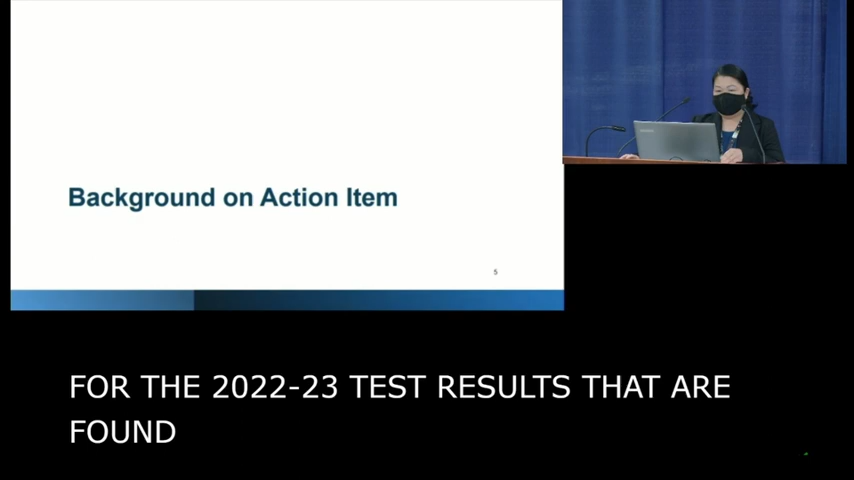 Background on Action Item
5
FOR THE 2022-23 TEST RESULTS THAT ARE
FOUND